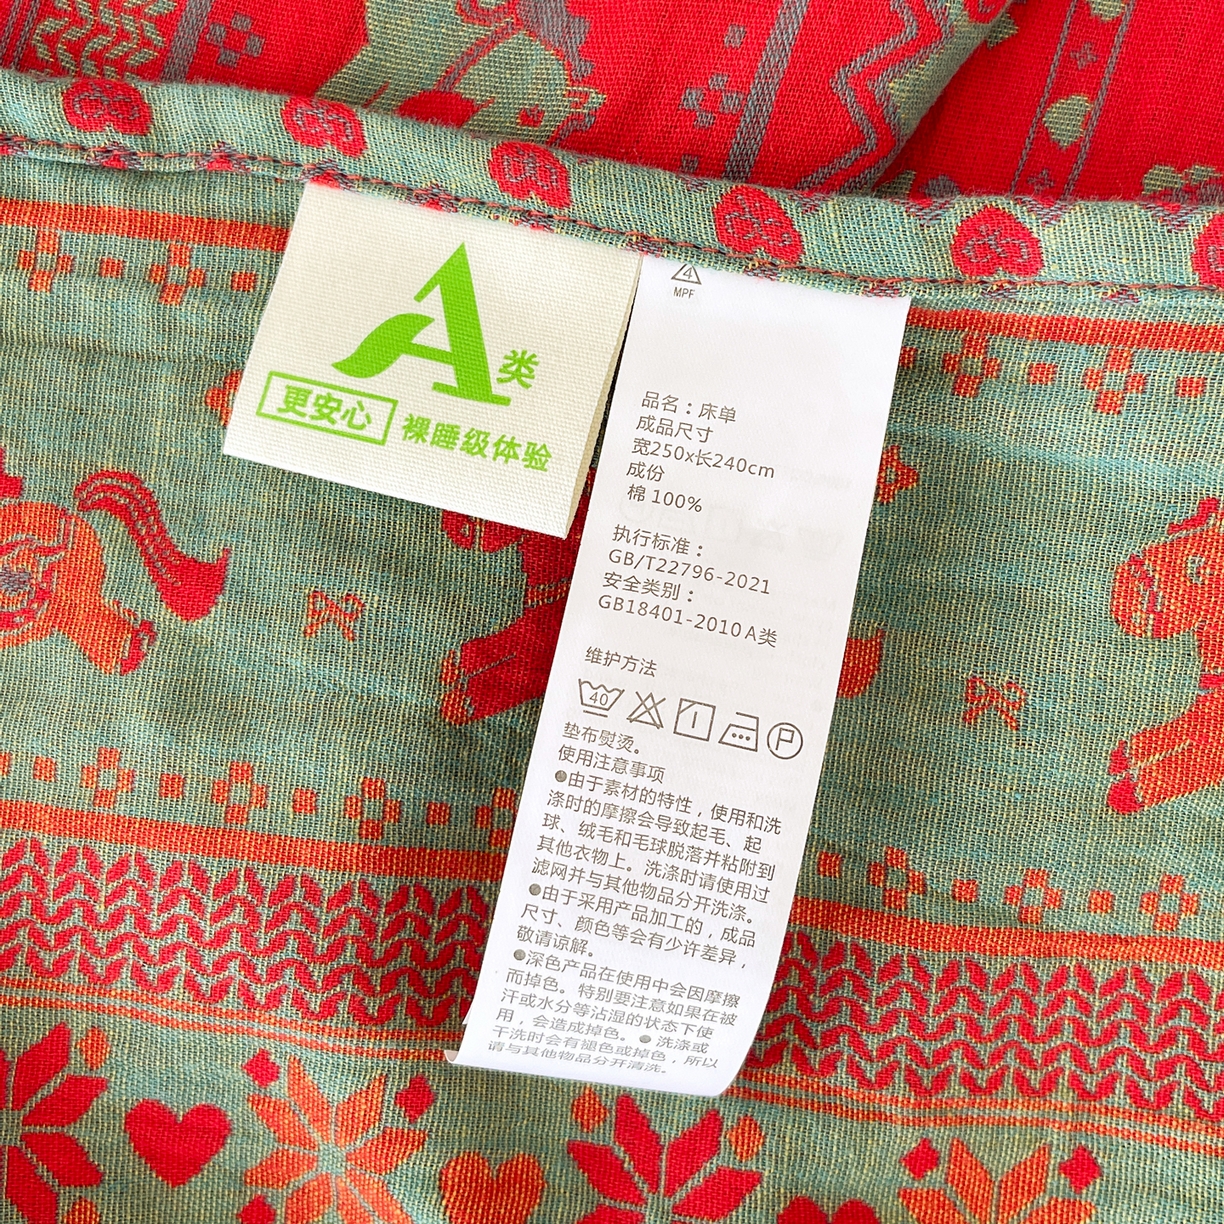 A类
更安心 裸睡级体验
4
MPF
品名：床单
成品尺寸
宽250x长240cm
成份
棉 100%
执行标准：
GB/T22796-2021
安全类别：
GB18401-2010 A类
维护方法
40
P
垫布熨烫。
使用注意事项
●由于素材的特性，使用和洗
涤时的摩擦会导致起毛、起
球、绒毛和毛球脱落并粘附到
其他衣物上。洗涤时请使用过
滤网并与其他物品分开洗涤。
●由于采用产品加工的，成品
尺寸、颜色等会有少许差异，
敬请谅解。
●深色产品在使用中会因摩擦
而掉色。特别要注意如果在被
汗或水分等沾湿的状态下使
用，会造成掉色。●洗涤或
干洗时会有褪色或掉色，所以
请与其他物品分开清洗。